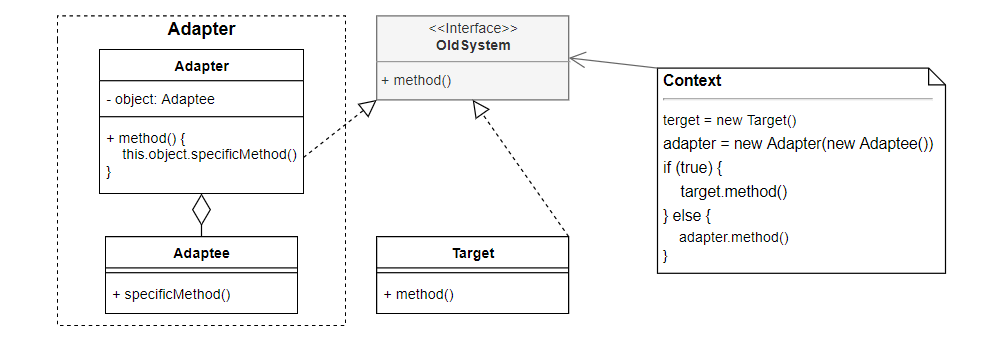 Adapter
Adapter
- object: Adaptee
+ method() {
this.object.specificMethod()
}
Adaptee
+ specificMethod()
<<Interface>>
OldSystem
+ method()
Target
+ method()
Context
terget = new Target()
adapter = new Adapter(new Adaptee())
if (true) {
target.method()
} else {
adapter.method()
}